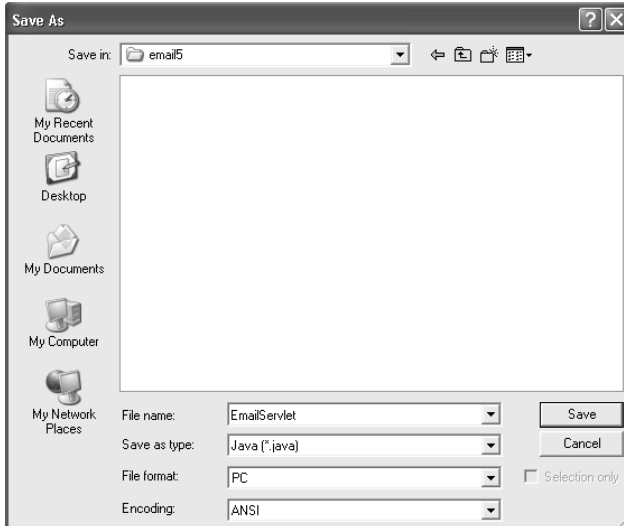 Save As
Save in:
email5
My Recent
Documents
Desktop
My Documents
My Computer
My Network
Places
File name:
EmailServlet
Save
Save as type:
Java (*.java)
Cancel
File format:
PC
Selection only
Encoding:
ANSI